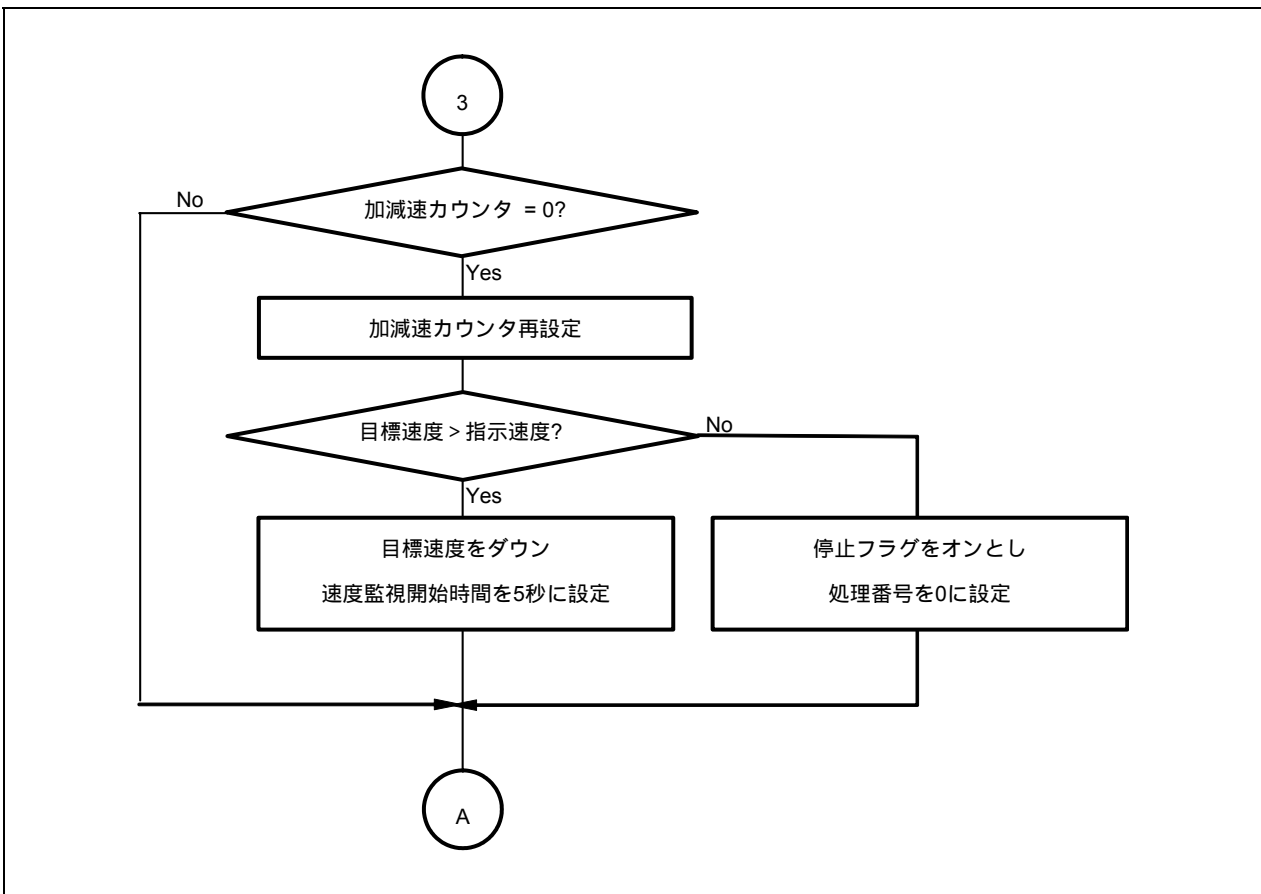 3
No
加減速カウンタ = 0?
Yes
加減速カウンタ再設定
目標速度 > 指示速度?
No
Yes
目標速度をダウン
速度監視開始時間を5秒に設定
停止フラグをオンとし
処理番号を0に設定
A